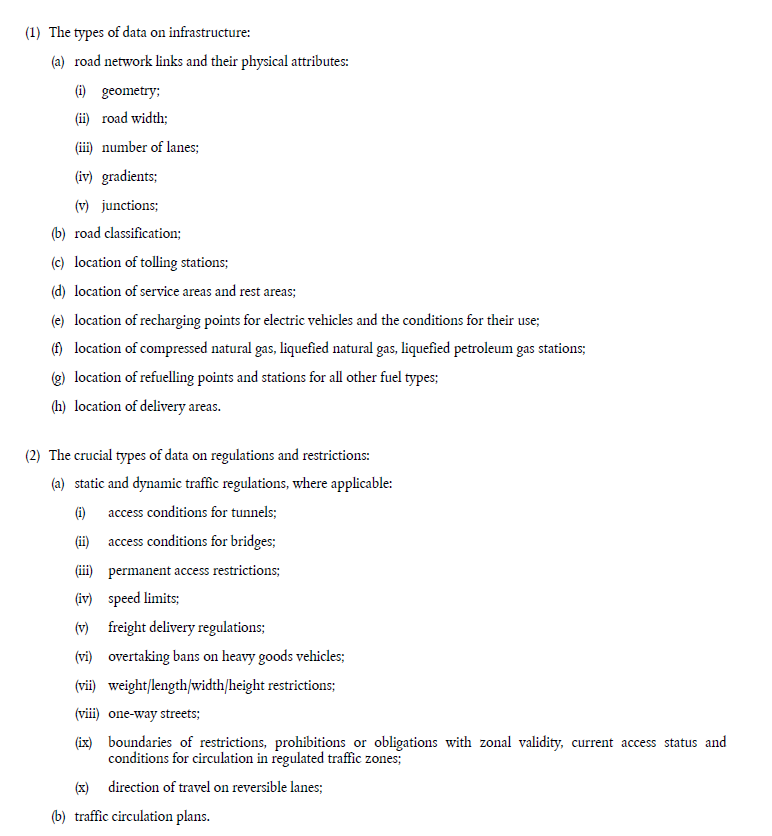 (1) The types of data on infrastructure:
(a) road network links and their physical attributes:
(i) geometry;
(ii) road width;
(iii) number of lanes;
(iv) gradients;
(v) junctions;
(b) road classification;
(c) location of tolling stations;
(d) location of service areas and rest areas;
(e) location of recharging points for electric vehicles and the conditions for their use;
(f) location of compressed natural gas, liquefied natural gas, liquefied petroleum gas stations;
(g) location of refuelling points and stations for all other fuel types;
(h) location of delivery areas.
(2) The crucial types of data on regulations and restrictions:
(a) static and dynamic traffic regulations, where applicable:
(i) access conditions for tunnels;
(ii) access conditions for bridges;
(iii) permanent access restrictions;
(iv) speed limits;
(v) freight delivery regulations;
(vi) overtaking bans on heavy goods vehicles;
(vii) weight/length/width/height restrictions;
(viii) one-way streets;
(ix) boundaries of restrictions, prohibitions or obligations with zonal validity, current access status and
conditions for circulation in regulated traffic zones;
(x) direction of travel on reversible lanes;
(b) traffic circulation plans.